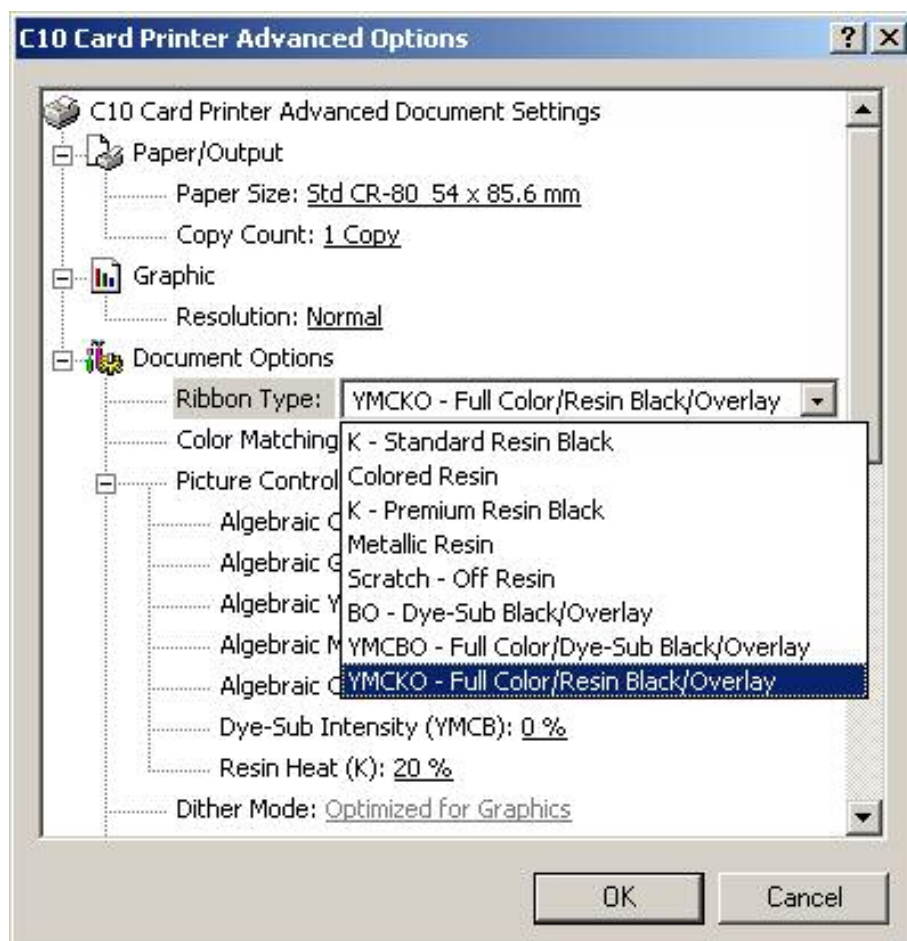 C10 Card Printer Advanced Options
C10 Card Printer Advanced Document Settings
Paper/Output
Paper Size: Std CR-80 54 x 85.6 mm
Copy Count: 1 Copy
Graphic
Resolution: Normal
Document Options
Ribbon Type: YMCKO - Full Color/Resin Black/Overlay
Color Matching
K - Standard Resin Black
Picture Control
Colored Resin
Algebraic
K - Premium Resin Black
Algebraic
Metallic Resin
Scratch - Off Resin
Algebraic Y
BO - Dye-Sub Black/Overlay
Algebraic M
YMCBO - Full Color/Dye-Sub Black/Overlay
Algebraic
YMCKO - Full Color/Resin Black/Overlay
Dye-Sub Intensity (YMCB): 0 %
Resin Heat (K): 20 %
Dither Mode: Optimized for Graphics
OK Cancel